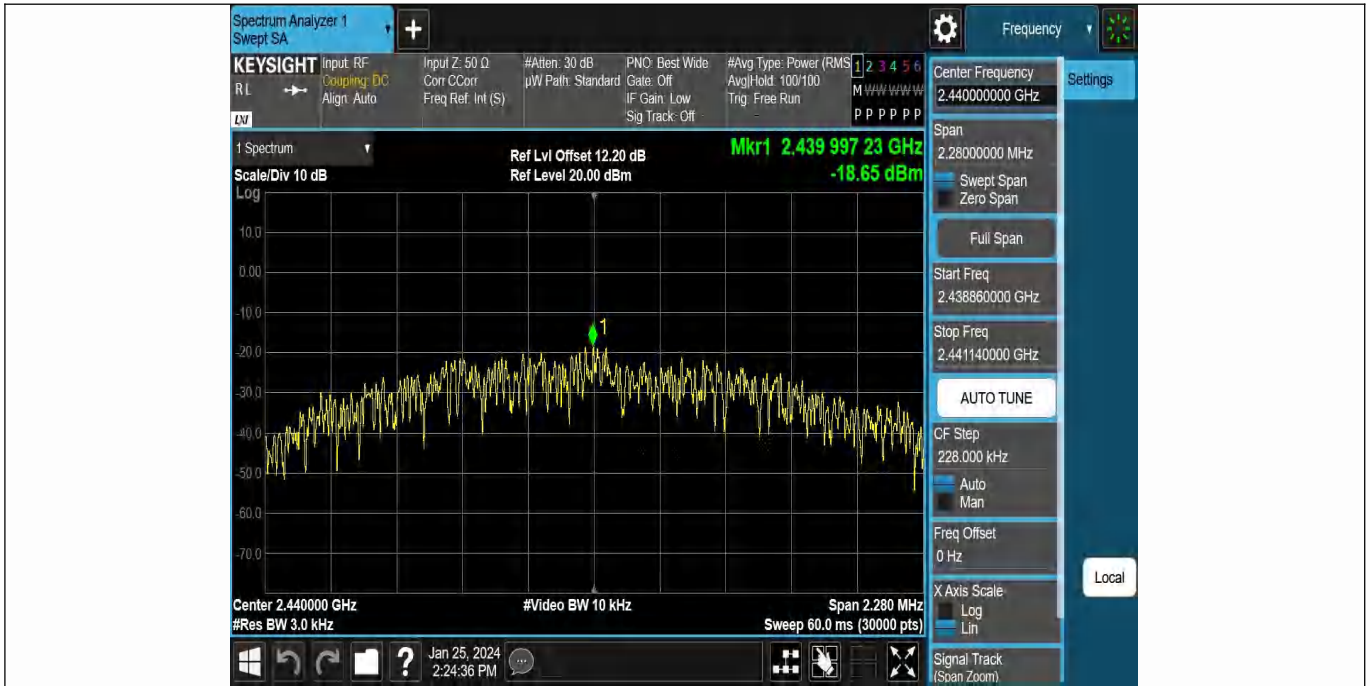 Spectrum Analyzer 1
Swept SA
+
Frequency
KEYSIGHT
RL
LXI
Input: RF
Coupling: DC
Align: Auto
Input Z: 50 Ω
Corr CCorr
Freq Ref: Int (S)
#Atten: 30 dB
µW Path: Standard
PNO: Best Wide
Gate: Off
IF Gain: Low
Sig Track: Off
#Avg Type: Power (RMS
Avg|Hold: 100/100
Trig: Free Run
1 2 3 4 5 6
M W W W W W
P P P P P P
1 Spectrum
Scale/Div 10 dB
Ref Lvl Offset 12.20 dB
Ref Level 20.00 dBm
Mkr1 2.439 997 23 GHz
-18.65 dBm
Log
10.0
0.00
-10.0
-20.0
-30.0
-40.0
-50.0
-60.0
-70.0
1
Center 2.440000 GHz
#Res BW 3.0 kHz
#Video BW 10 kHz
Span 2.280 MHz
Sweep 60.0 ms (30000 pts)
Jan 25, 2024
2:24:36 PM
Center Frequency
2.440000000 GHz
Settings
Span
2.28000000 MHz
Swept Span
Zero Span
Full Span
Start Freq
2.438860000 GHz
Stop Freq
2.441140000 GHz
AUTO TUNE
CF Step
228.000 kHz
Auto
Man
Freq Offset
0 Hz
X Axis Scale
Log
Lin
Local
Signal Track
(Span Zoom)